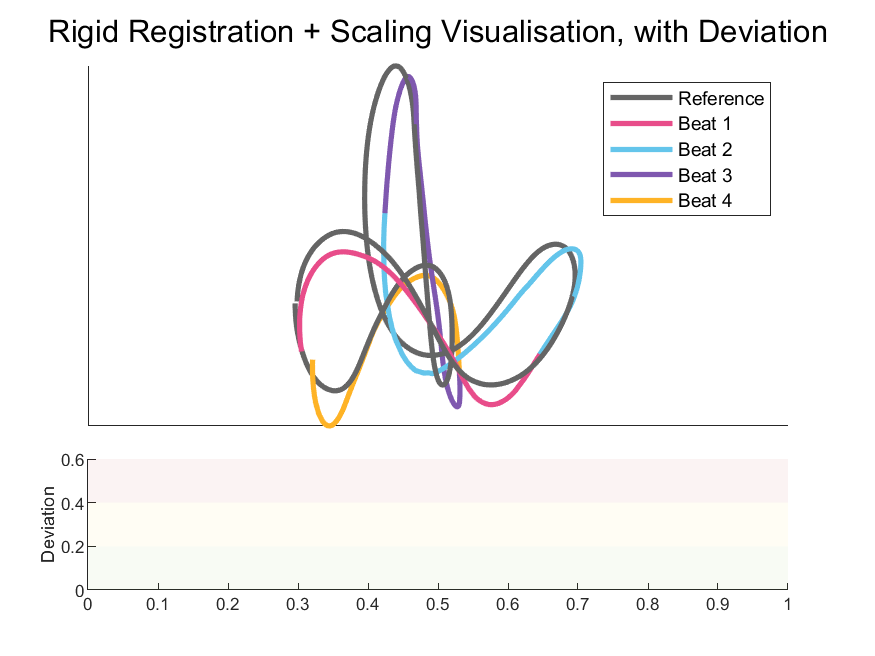 Rigid Registration + Scaling Visualisation, with Deviation
Reference
Beat 1
Beat 2
Beat 3
Beat 4
0.6
0.4
0.2
0
Deviation
0 0.1 0.2 0.3 0.4 0.5 0.6 0.7 0.8 0.9 1